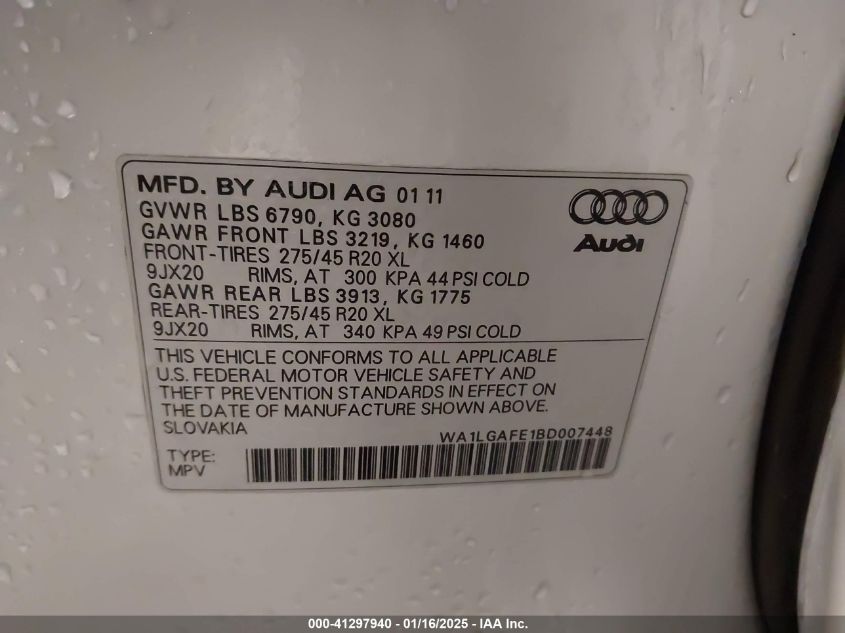 MFD. BY AUDI AG 01 11
GVWR LBS 6790, KG 3080
GAWR FRONT LBS 3219, KG 1460
FRONT-TIRES 275/45 R20 XL
9JX20 RIMS, AT 300 KPA 44 PSI COLD
GAWR REAR LBS 3913, KG 1775
REAR-TIRES 275/45 R20 XL
9JX20 RIMS, AT 340 KPA 49 PSI COLD
Audi
THIS VEHICLE CONFORMS TO ALL APPLICABLE
U.S. FEDERAL MOTOR VEHICLE SAFETY AND
THEFT PREVENTION STANDARDS IN EFFECT ON
THE DATE OF MANUFACTURE SHOWN ABOVE.
SLOVAKIA WA1LGAFE1BD007448
TYPE:
MPV
000-41297940 - 01/16/2025 - IAA Inc.